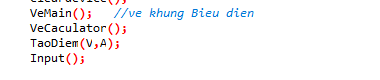 VeMain();   //ve khung Bieu dien
VeCaculator();
TaoDiem(V,A);
Input();